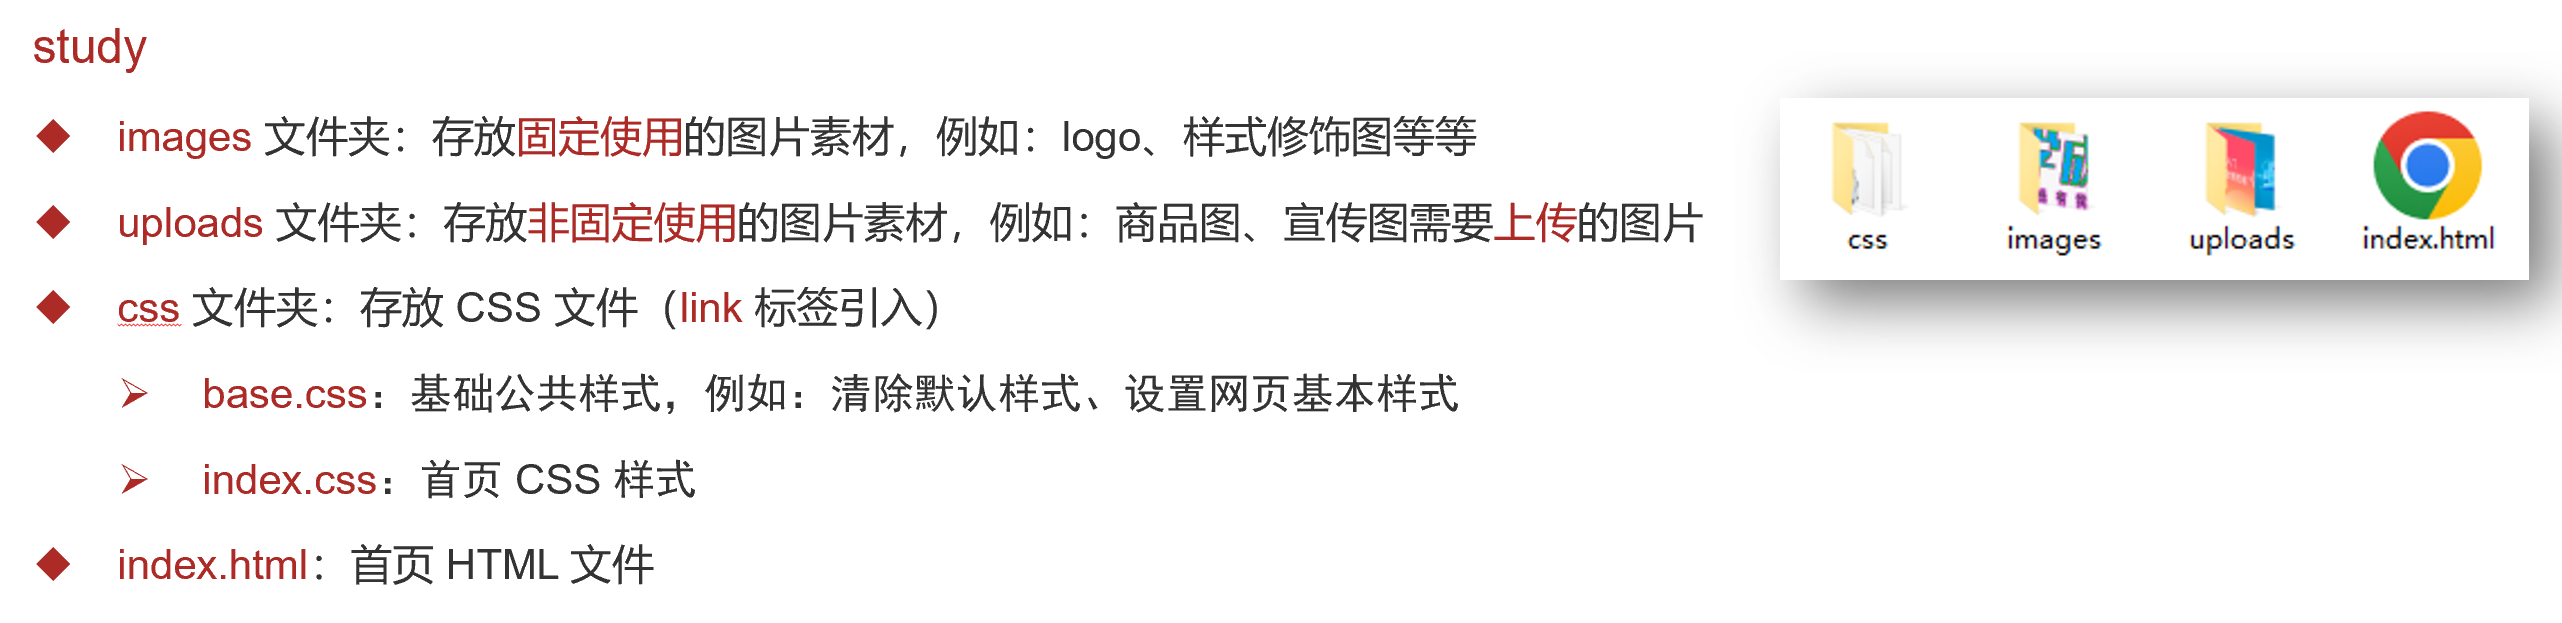 study
images 文件夹：存放固定使用的图片素材，例如：logo、样式修饰图等等
uploads 文件夹：存放非固定使用的图片素材，例如：商品图、宣传图需要上传的图片
css 文件夹：存放 CSS 文件（link 标签引入）
base.css：基础公共样式，例如：清除默认样式、设置网页基本样式
index.css：首页 CSS 样式
index.html：首页 HTML 文件
css images uploads index.html